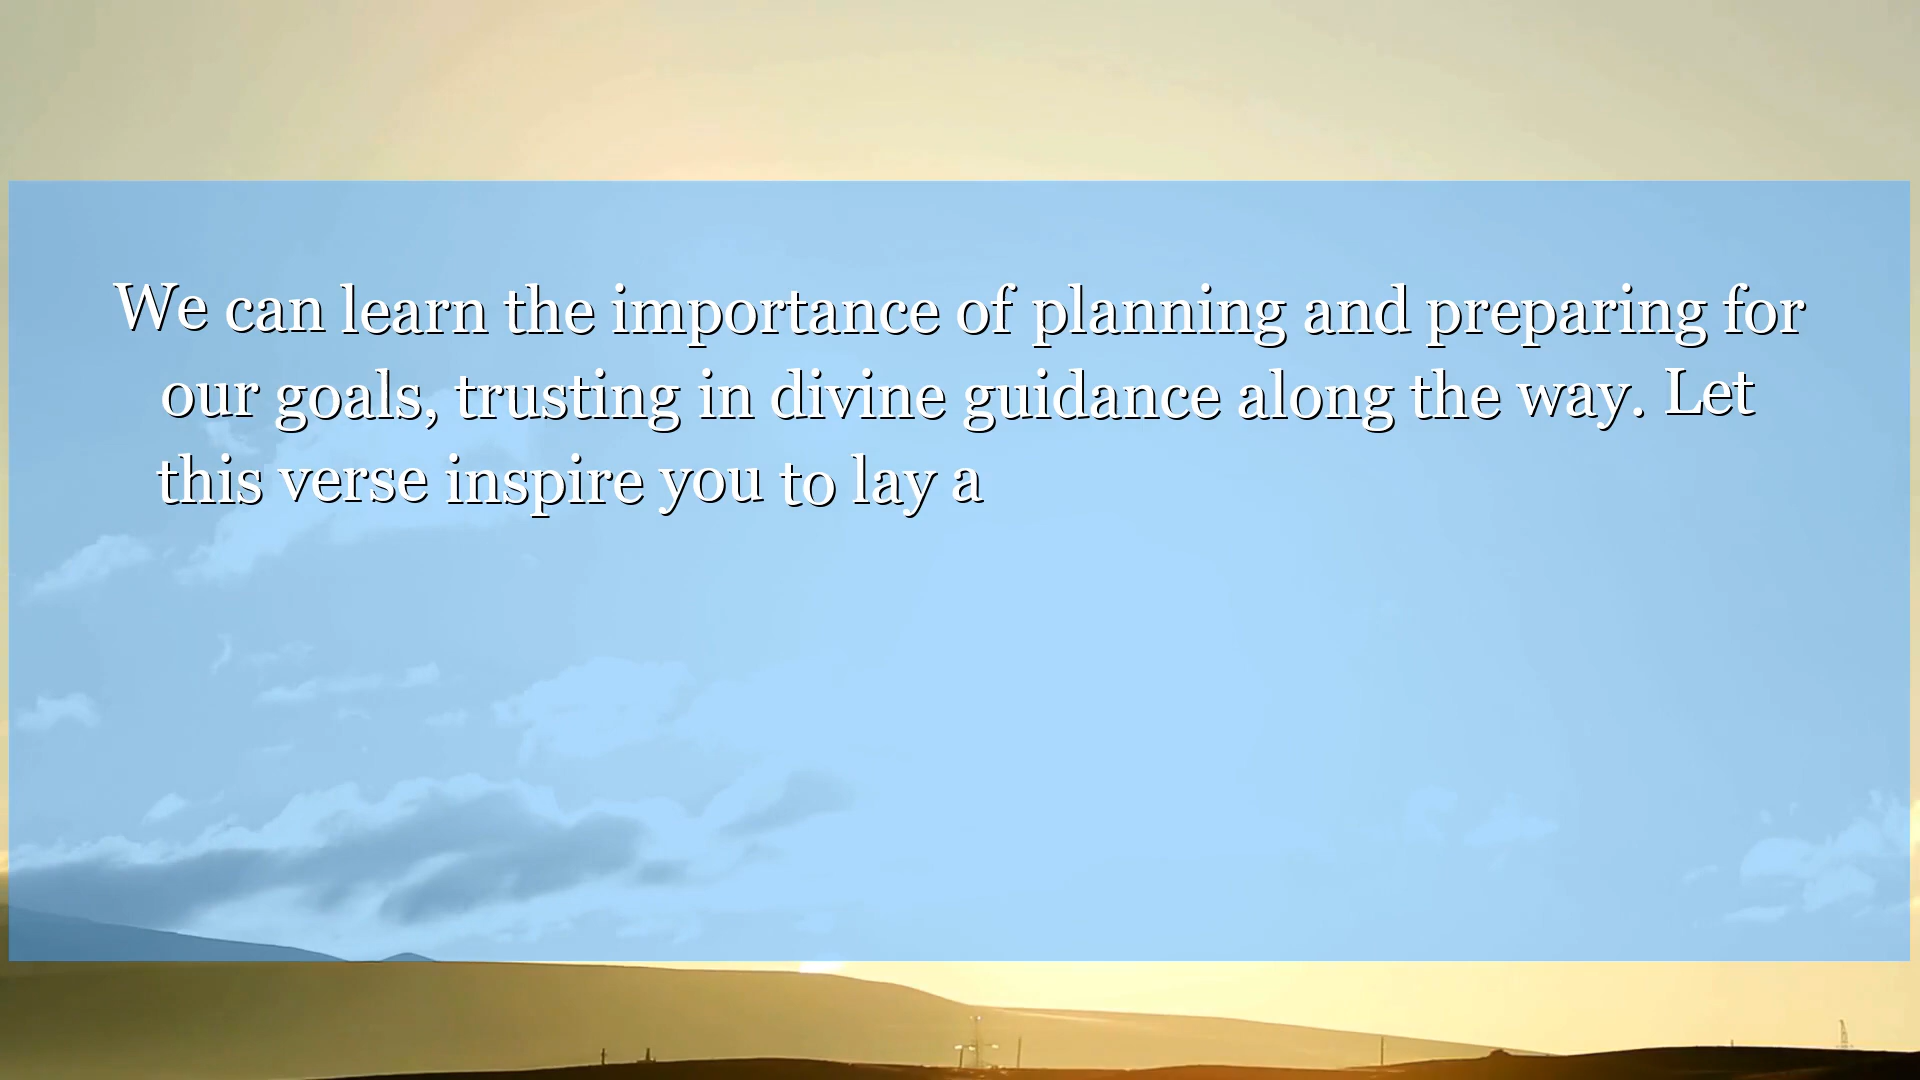 We can learn the importance of planning and preparing for
our goals, trusting in divine guidance along the way. Let
this verse inspire you to lay a